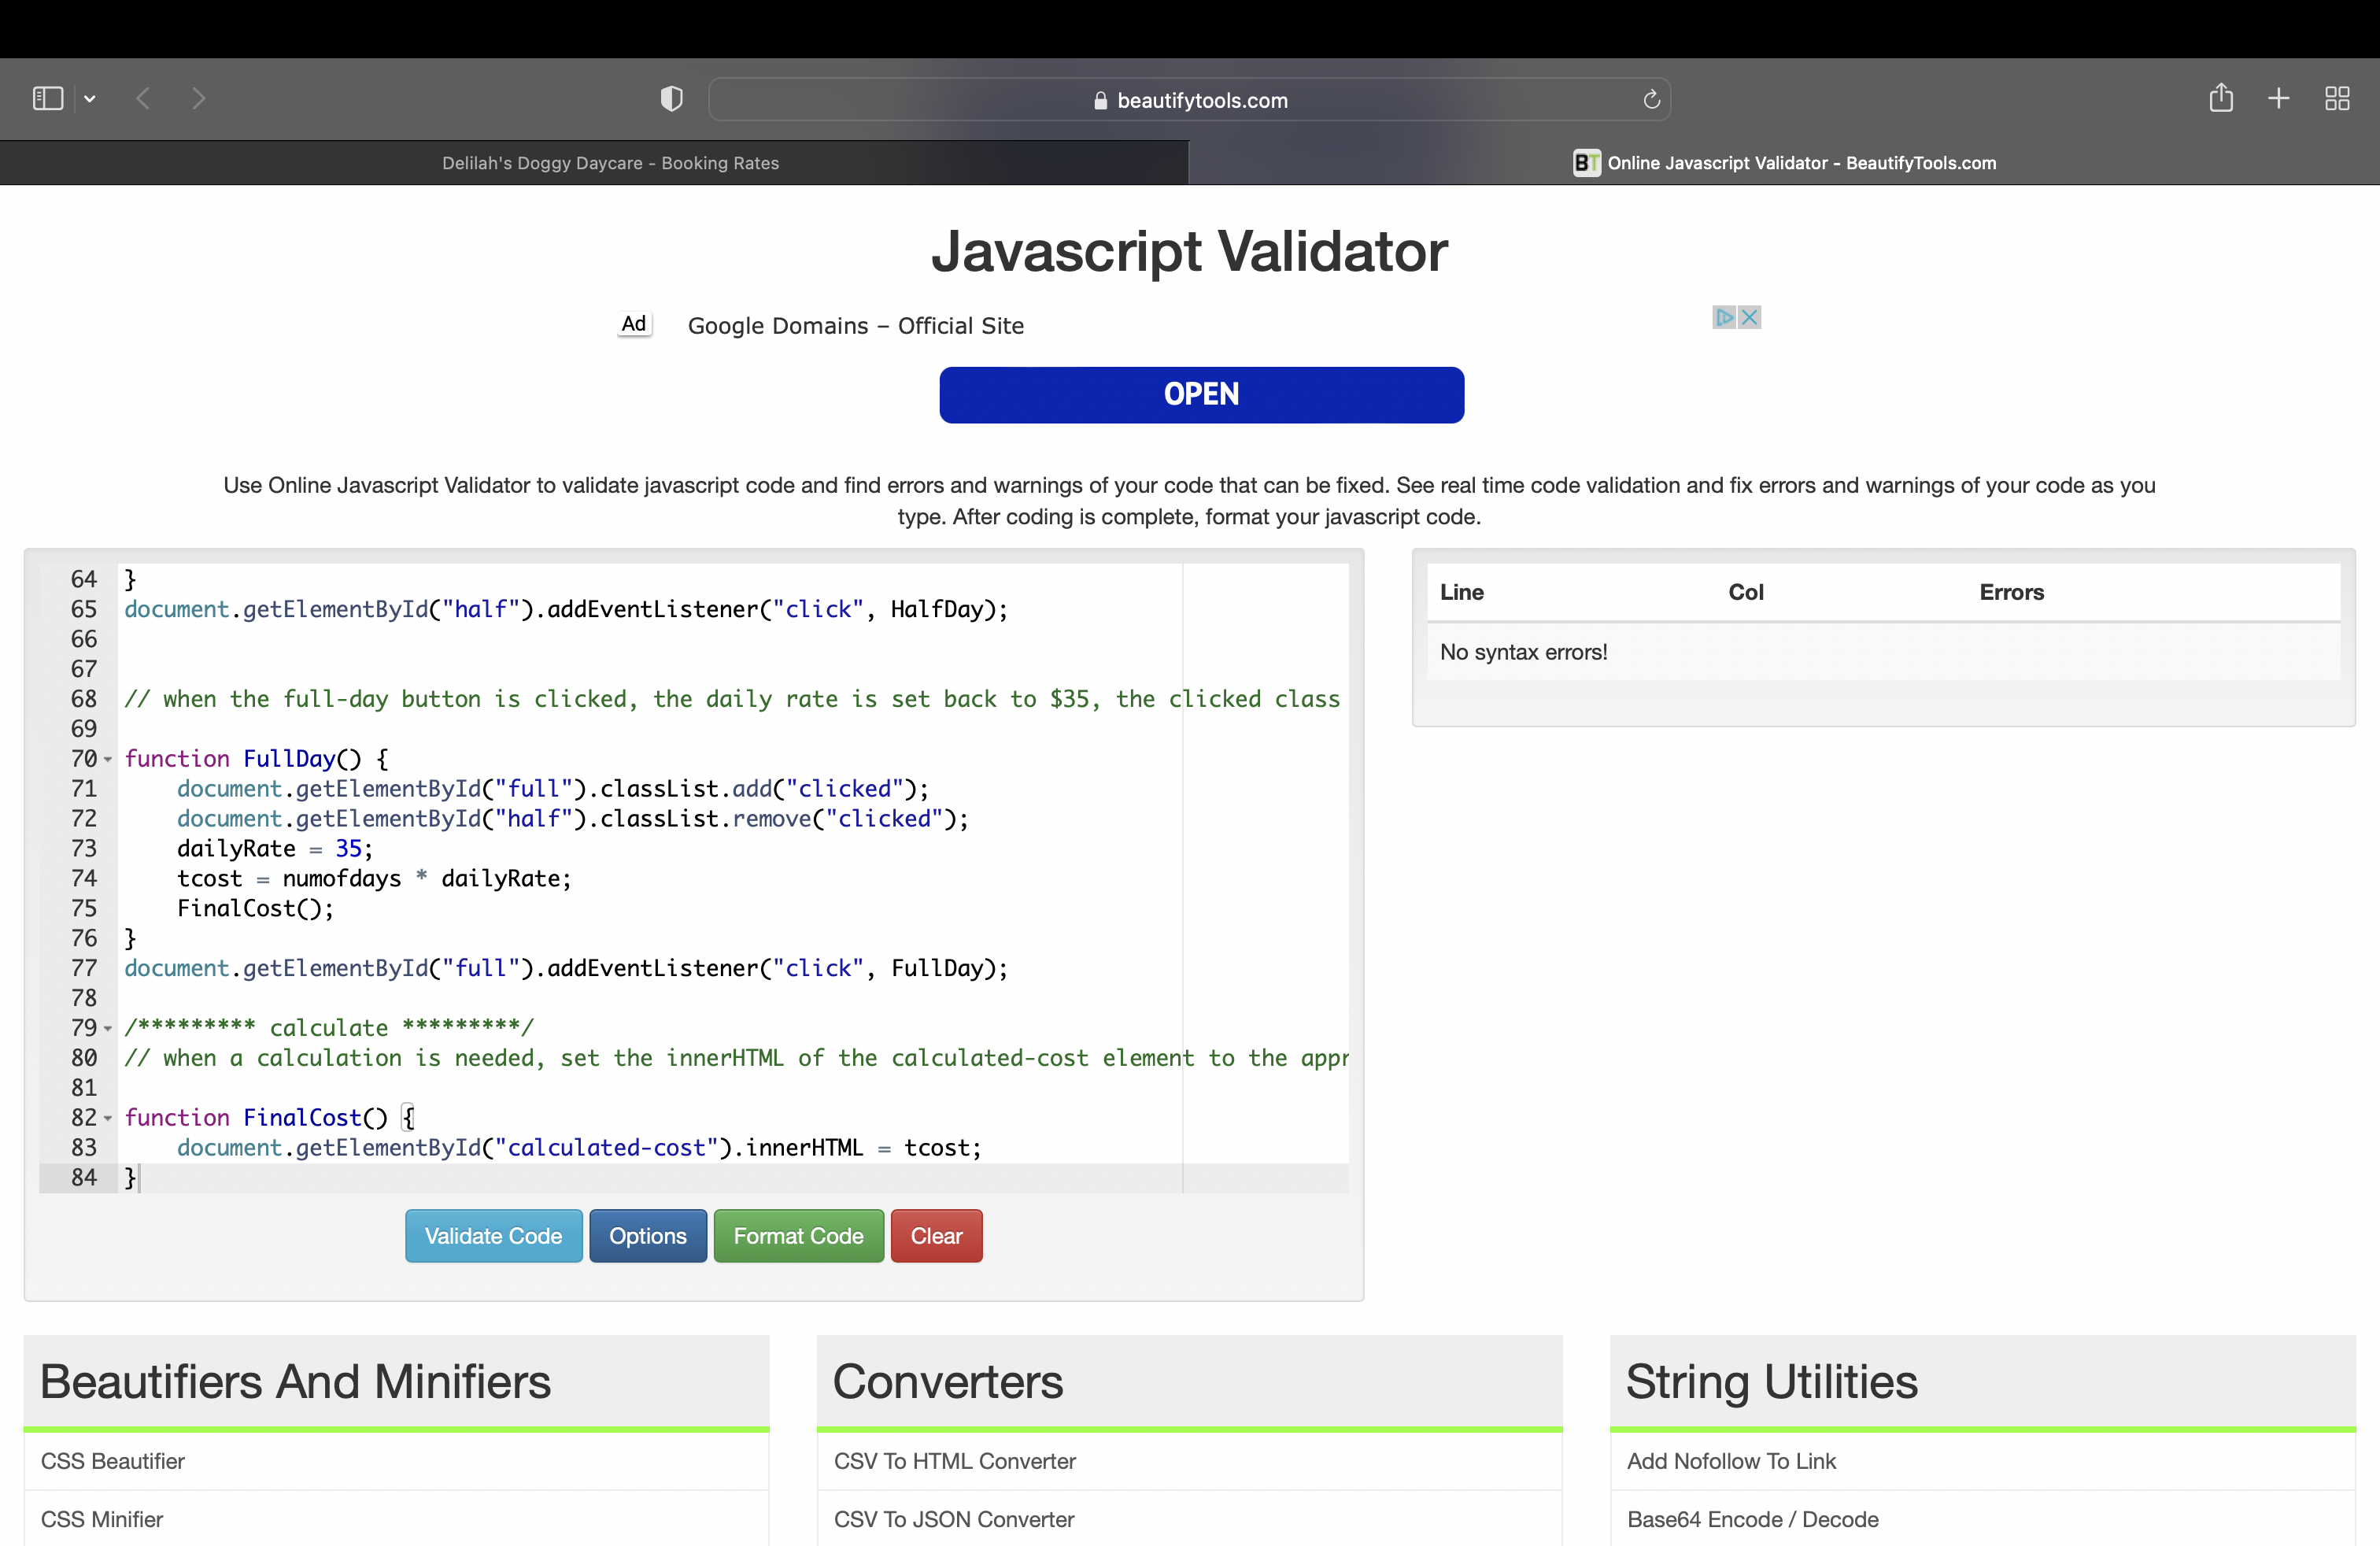 beautifytools.com
Delilah's Doggy Daycare - Booking Rates
BT Online Javascript Validator - BeautifyTools.com
Javascript Validator
Ad Google Domains – Official Site
OPEN
Use Online Javascript Validator to validate javascript code and find errors and warnings of your code that can be fixed. See real time code validation and fix errors and warnings of your code as you
type. After coding is complete, format your javascript code.
64 }
65 document.getElementById("half").addEventListener("click", HalfDay);
66
67
68 // when the full-day button is clicked, the daily rate is set back to $35, the clicked class
69
70 function FullDay() {
71     document.getElementById("full").classList.add("clicked");
72     document.getElementById("half").classList.remove("clicked");
73     dailyRate = 35;
74     tcost = numofdays * dailyRate;
75     FinalCost();
76 }
77 document.getElementById("full").addEventListener("click", FullDay);
78
79 /********* calculate *********/
80 // when a calculation is needed, set the innerHTML of the calculated-cost element to the appr
81
82 function FinalCost() {
83     document.getElementById("calculated-cost").innerHTML = tcost;
84 }
Validate Code Options Format Code Clear
Line Col Errors
No syntax errors!
Beautifiers And Minifiers
CSS Beautifier
CSS Minifier
Converters
CSV To HTML Converter
CSV To JSON Converter
String Utilities
Add Nofollow To Link
Base64 Encode / Decode